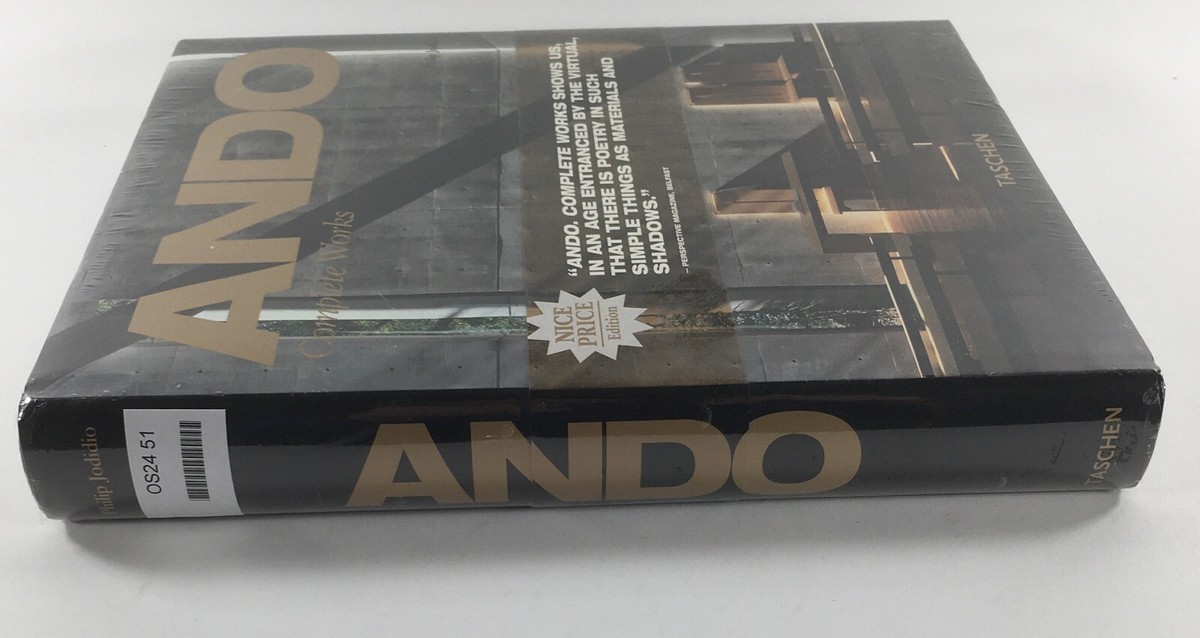 ANDO
Complete Works
“ANDO. COMPLETE WORKS SHOWS US,
IN AN AGE ENTRANCED BY THE VIRTUAL,
THAT THERE IS POETRY IN SUCH
SIMPLE THINGS AS MATERIALS AND
SHADOWS.”
– PERSPECTIVE MAGAZINE, BELFAST
NICE
PRICE
Edition
TASCHEN
Philip Jodidio
OS24 51
ANDO
TASCHEN